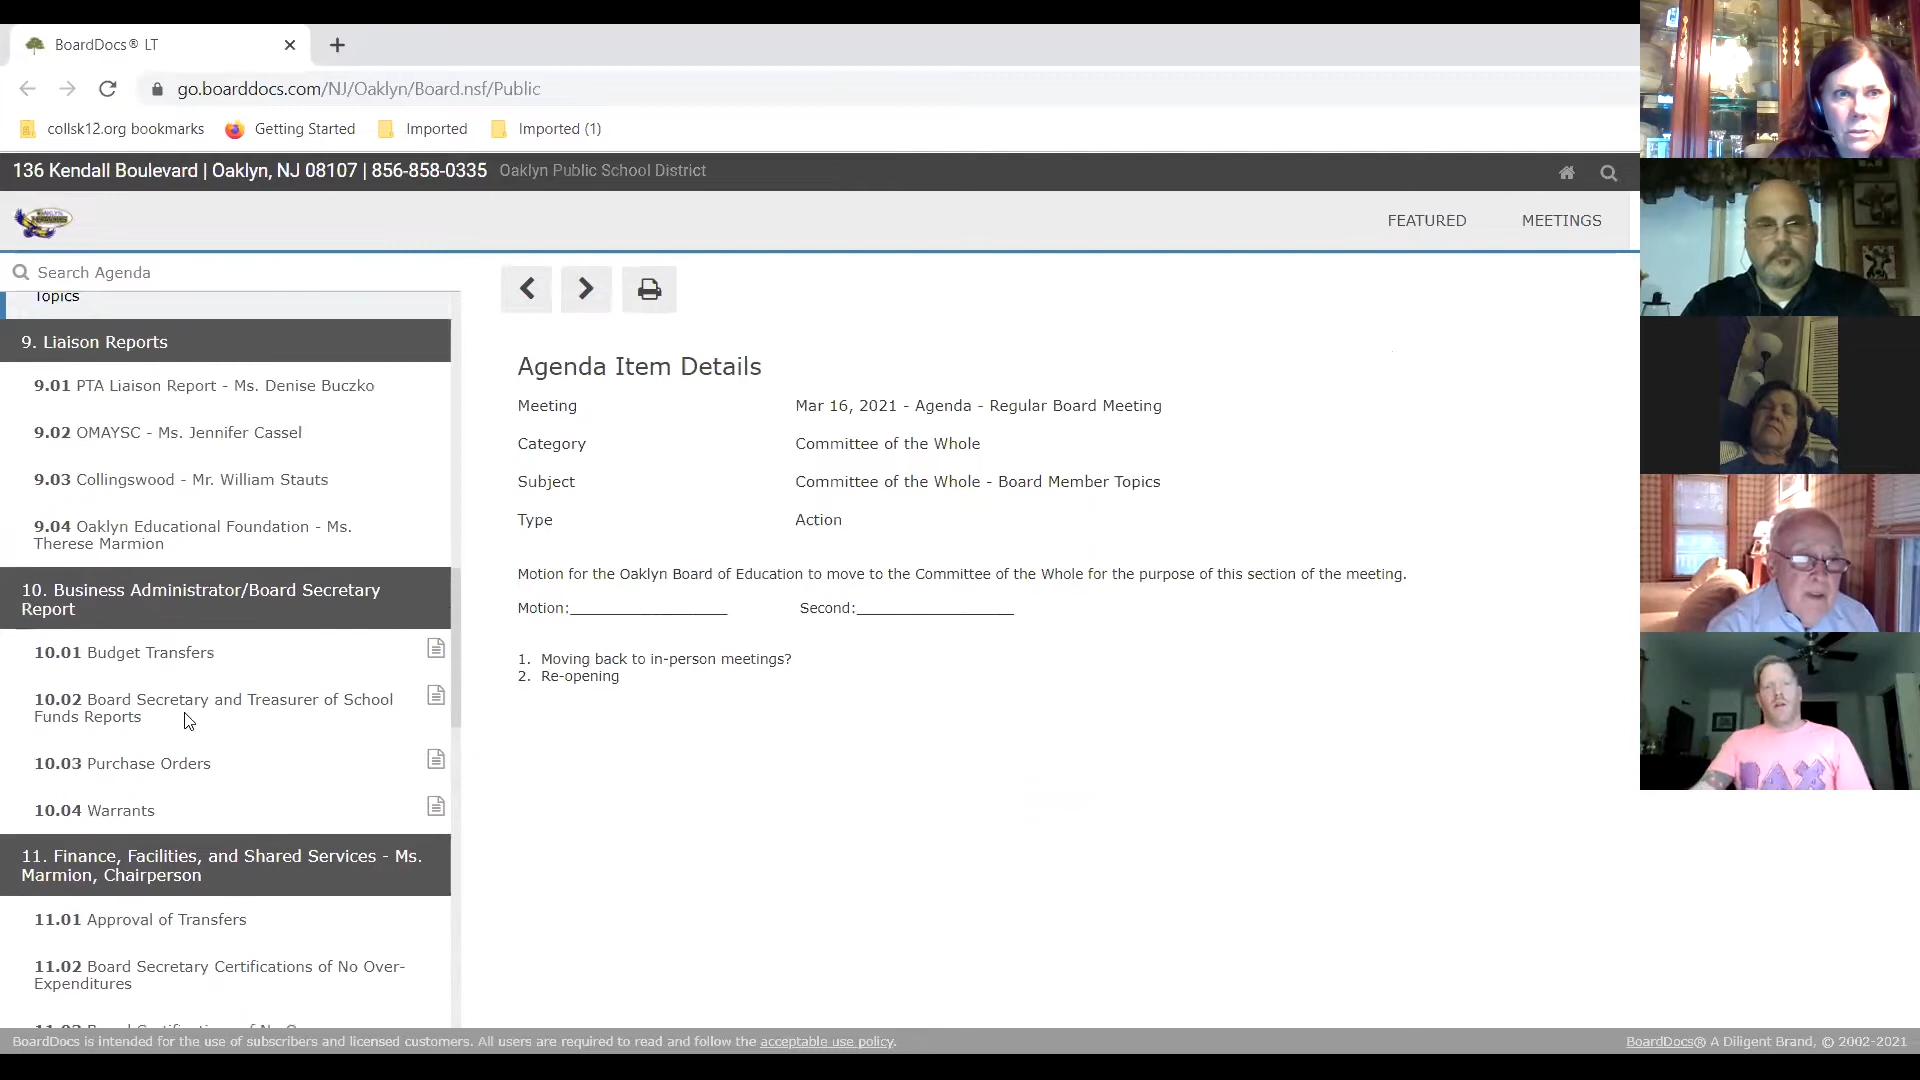 BoardDocs® LT
go.boarddocs.com/NJ/Oaklyn/Board.nsf/Public
collsk12.org bookmarks
Getting Started
Imported
Imported (1)
136 Kendall Boulevard | Oaklyn, NJ 08107 | 856-858-0335
Oaklyn Public School District
FEATURED
MEETINGS
Search Agenda
Topics
9. Liaison Reports
9.01 PTA Liaison Report - Ms. Denise Buczko
9.02 OMAYSC - Ms. Jennifer Cassel
9.03 Collingswood - Mr. William Stauts
9.04 Oaklyn Educational Foundation - Ms.
Therese Marmion
10. Business Administrator/Board Secretary
Report
10.01 Budget Transfers
10.02 Board Secretary and Treasurer of School
Funds Reports
10.03 Purchase Orders
10.04 Warrants
11. Finance, Facilities, and Shared Services - Ms.
Marmion, Chairperson
11.01 Approval of Transfers
11.02 Board Secretary Certifications of No Over-
Expenditures
Agenda Item Details
Meeting
Mar 16, 2021 - Agenda - Regular Board Meeting
Category
Committee of the Whole
Subject
Committee of the Whole - Board Member Topics
Type
Action
Motion for the Oaklyn Board of Education to move to the Committee of the Whole for the purpose of this section of the meeting.
Motion:____________________ Second:____________________
1. Moving back to in-person meetings?
2. Re-opening
BoardDocs is intended for the use of subscribers and licensed customers. All users are required to read and follow the acceptable use policy.
BoardDocs® A Diligent Brand, © 2002-2021